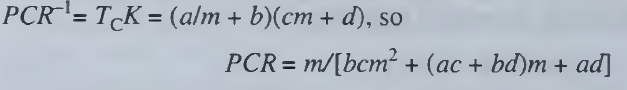 PCR⁻¹= T_CK = (a/m + b)(cm + d), so
PCR = m/[bcm² + (ac + bd)m + ad]